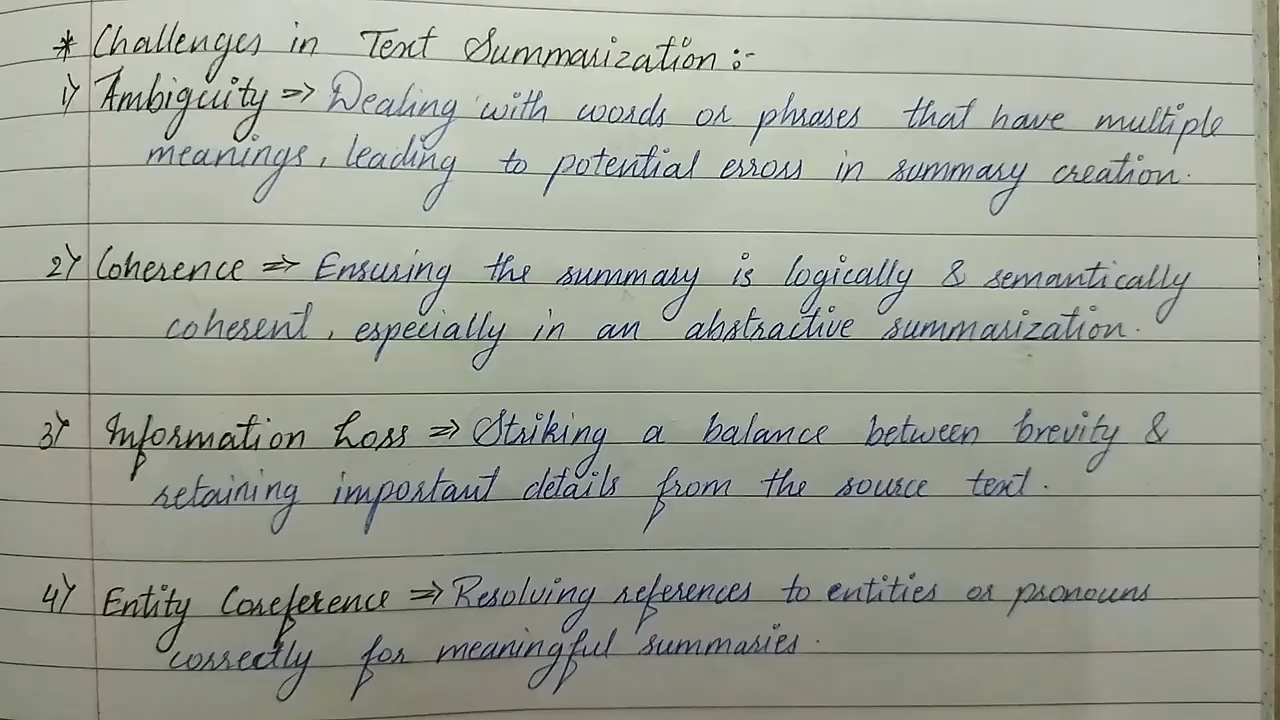 * Challenges in Text Summarization :-
1) Ambiguity => Dealing with words or phrases that have multiple
meanings, leading to potential errors in summary creation.
2) Coherence => Ensuring the summary is logically & semantically
coherent, especially in an abstractive summarization.
3) Information Loss => Striking a balance between brevity &
retaining important details from the source text.
4) Entity Coreference => Resolving references to entities or pronouns
correctly for meaningful summaries.